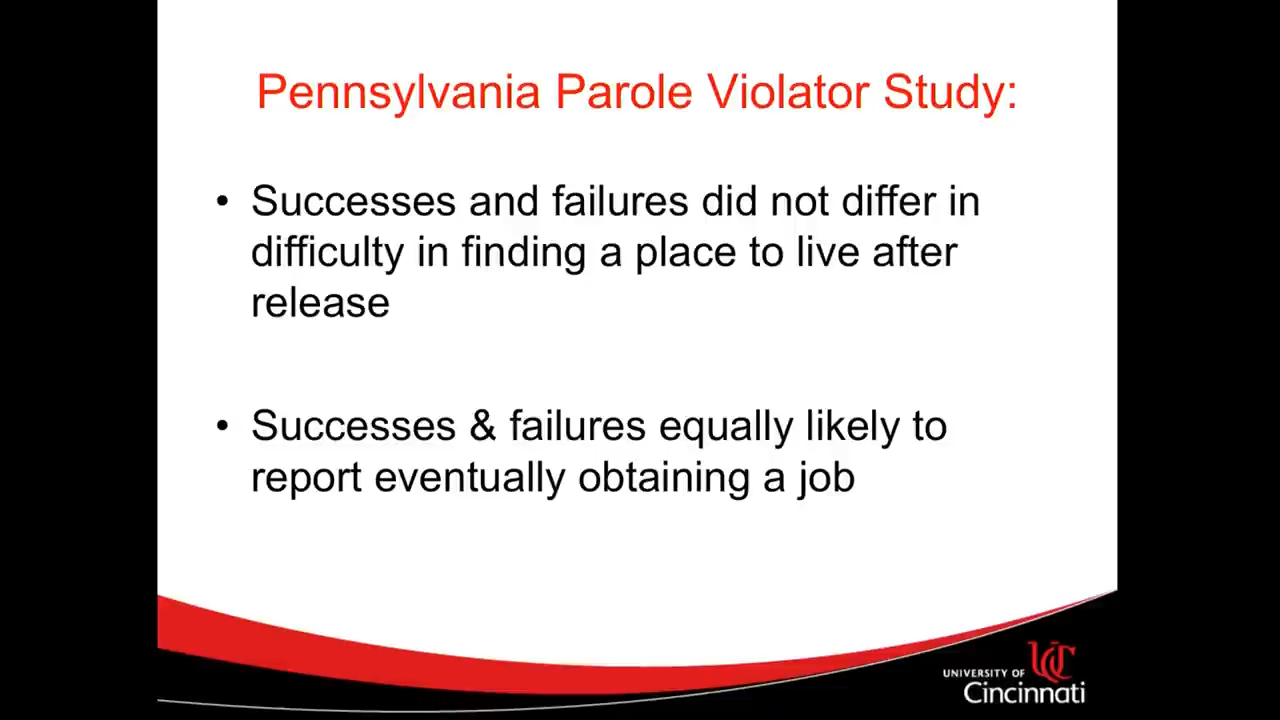 Pennsylvania Parole Violator Study:
• Successes and failures did not differ in
difficulty in finding a place to live after
release
• Successes & failures equally likely to
report eventually obtaining a job
UNIVERSITY OF
Cincinnati